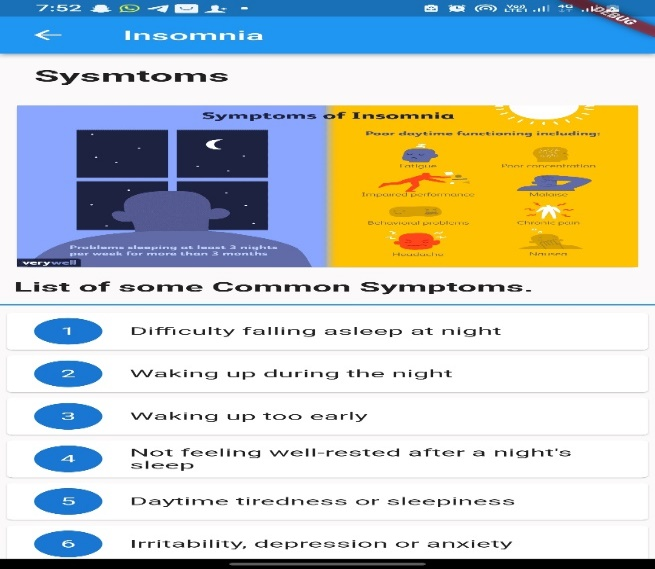 7:52
VoD
LTE1
4G
DEBUG
Insomnia
Sysmtoms
Symptoms of Insomnia
Poor daytime functioning including:
Fatigue
Poor concentration
Impaired performance
Malaise
Behavioral problems
Chronic pain
Headache
Nausea
Problems sleeping at least 3 nights
per week for more than 3 months
verywell
List of some Common Symptoms.
1 Difficulty falling asleep at night
2 Waking up during the night
3 Waking up too early
4 Not feeling well-rested after a night's
sleep
5 Daytime tiredness or sleepiness
6 Irritability, depression or anxiety